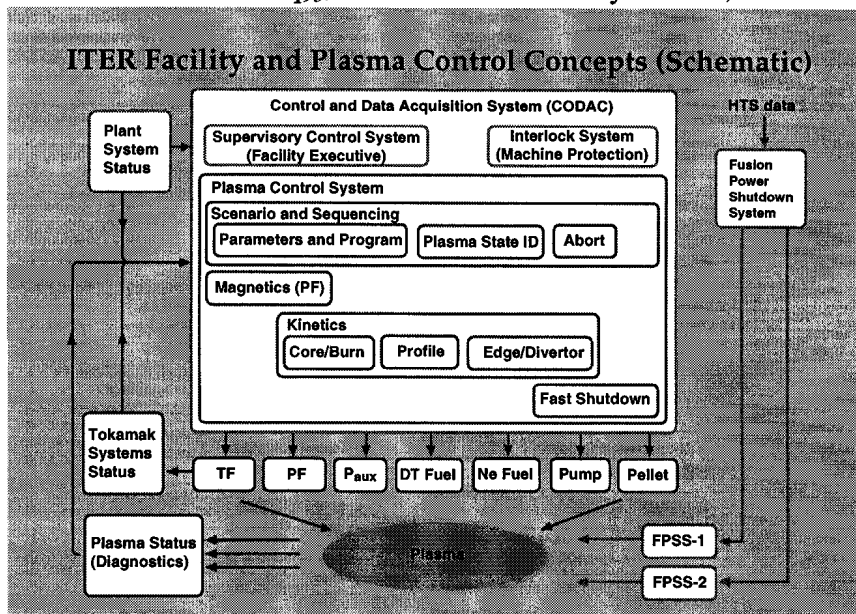 ITER Facility and Plasma Control Concepts (Schematic)
Control and Data Acquisition System (CODAC)
HTS data
Plant
System
Status
Supervisory Control System
(Facility Executive)
Interlock System
(Machine Protection)
Fusion
Power
Shutdown
System
Plasma Control System
Scenario and Sequencing
Parameters and Program
Plasma State ID
Abort
Magnetics (PF)
Kinetics
Core/Burn
Profile
Edge/Divertor
Fast Shutdown
Tokamak
Systems
Status
TF
PF
Paux
DT Fuel
Ne Fuel
Pump
Pellet
Plasma Status
(Diagnostics)
Plasma
FPSS-1
FPSS-2